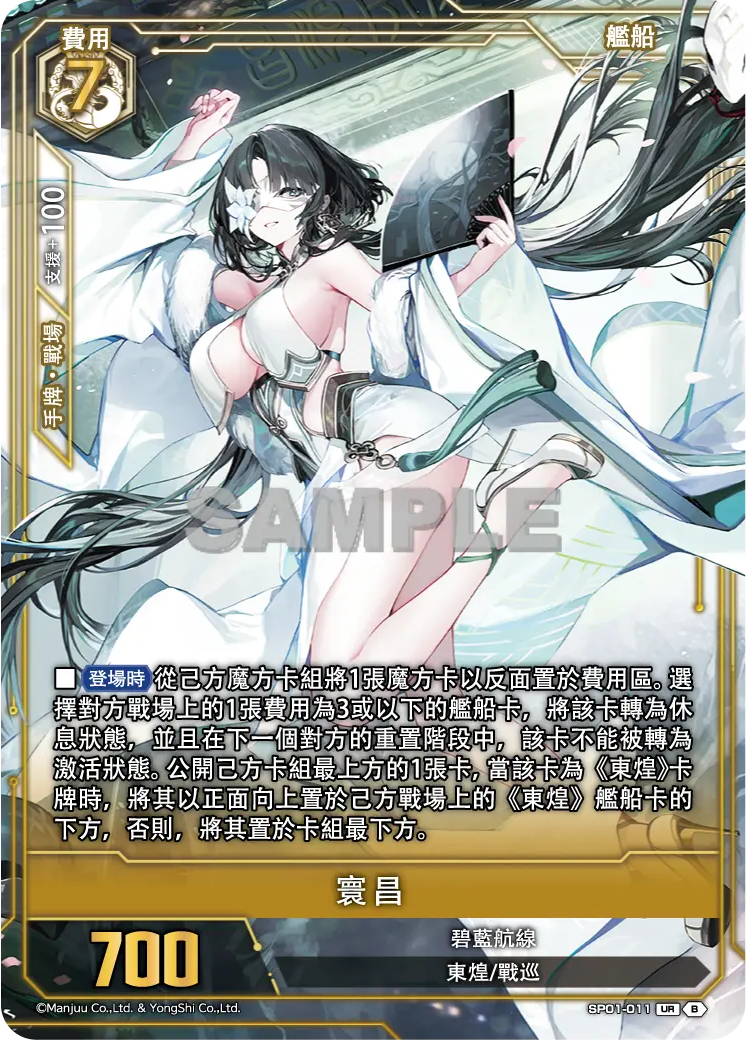 費用
艦船
7
支援+100
手牌・戰場
SAMPLE
■ 登場時 從己方魔方卡組將1張魔方卡以反面置於費用區。選
擇對方戰場上的1張費用為3或以下的艦船卡，將該卡轉為休
息狀態，並且在下一個對方的重置階段中，該卡不能被轉為
激活狀態。公開己方卡組最上方的1張卡，當該卡為《東煌》卡
牌時，將其以正面向上置於己方戰場上的《東煌》艦船卡的
下方，否則，將其置於卡組最下方。
寰昌
700
碧藍航線
東煌/戰巡
©Manjuu Co.,Ltd. & YongShi Co.,Ltd.
SP01-011 UR B